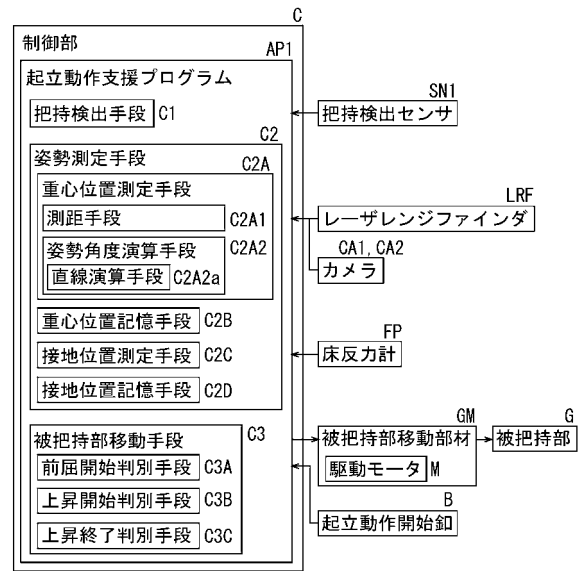 C
制御部
AP1
起立動作支援プログラム
把持検出手段 C1
SN1
把持検出センサ
C2
姿勢測定手段
C2A
重心位置測定手段
測距手段 C2A1
姿勢角度演算手段 C2A2
直線演算手段 C2A2a
LRF
レーザレンジファインダ
CA1, CA2
カメラ
重心位置記憶手段 C2B
接地位置測定手段 C2C
接地位置記憶手段 C2D
FP
床反力計
被把持部移動手段 C3
前屈開始判別手段 C3A
上昇開始判別手段 C3B
上昇終了判別手段 C3C
GM
被把持部移動部材
駆動モータ M
G
被把持部
B
起立動作開始釦